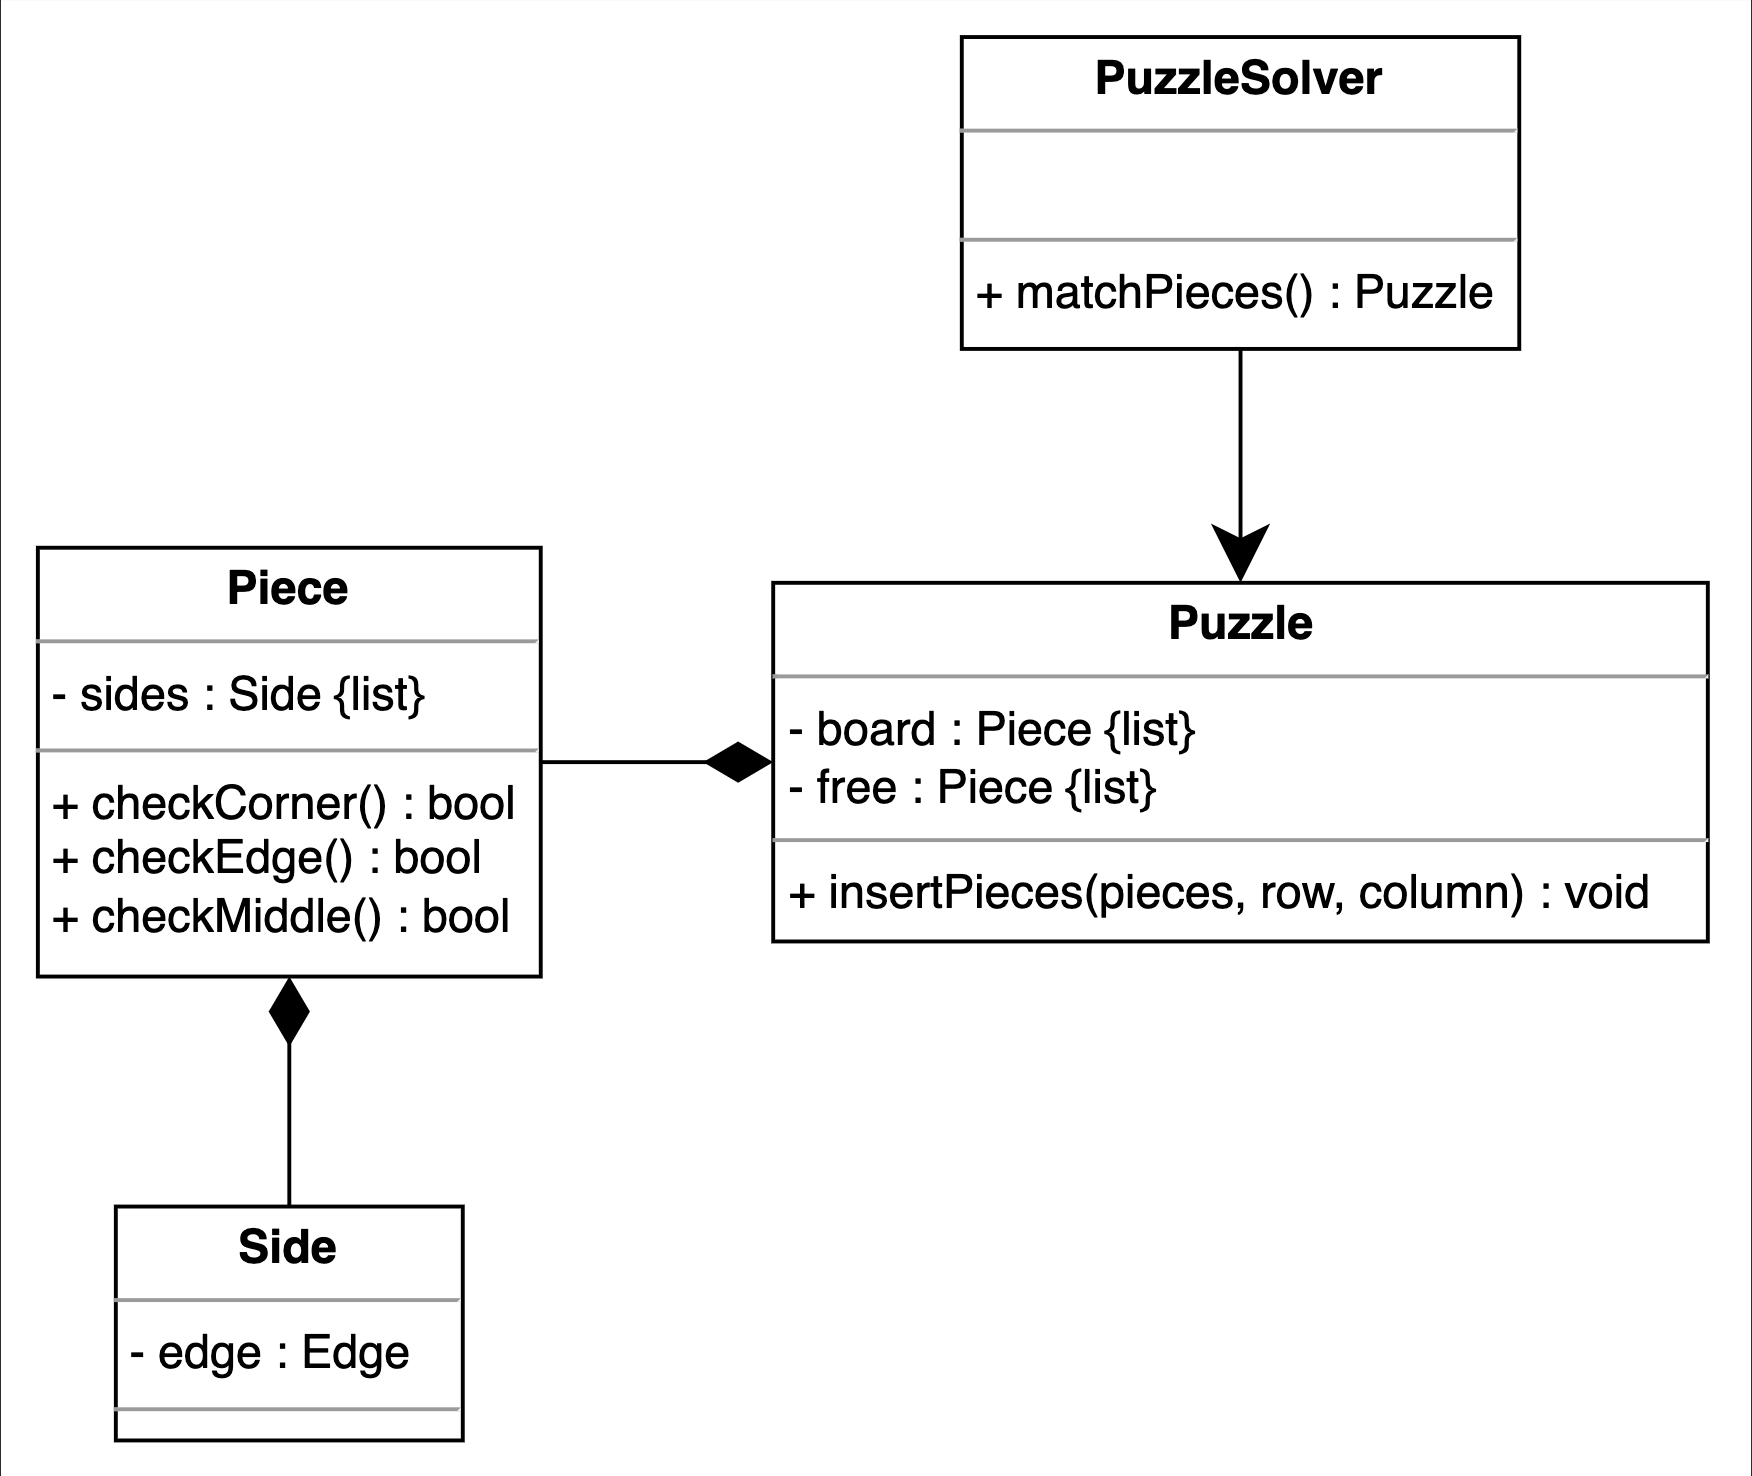 PuzzleSolver
+ matchPieces() : Puzzle
Piece
- sides : Side {list}
+ checkCorner() : bool
+ checkEdge() : bool
+ checkMiddle() : bool
Puzzle
- board : Piece {list}
- free : Piece {list}
+ insertPieces(pieces, row, column) : void
Side
- edge : Edge